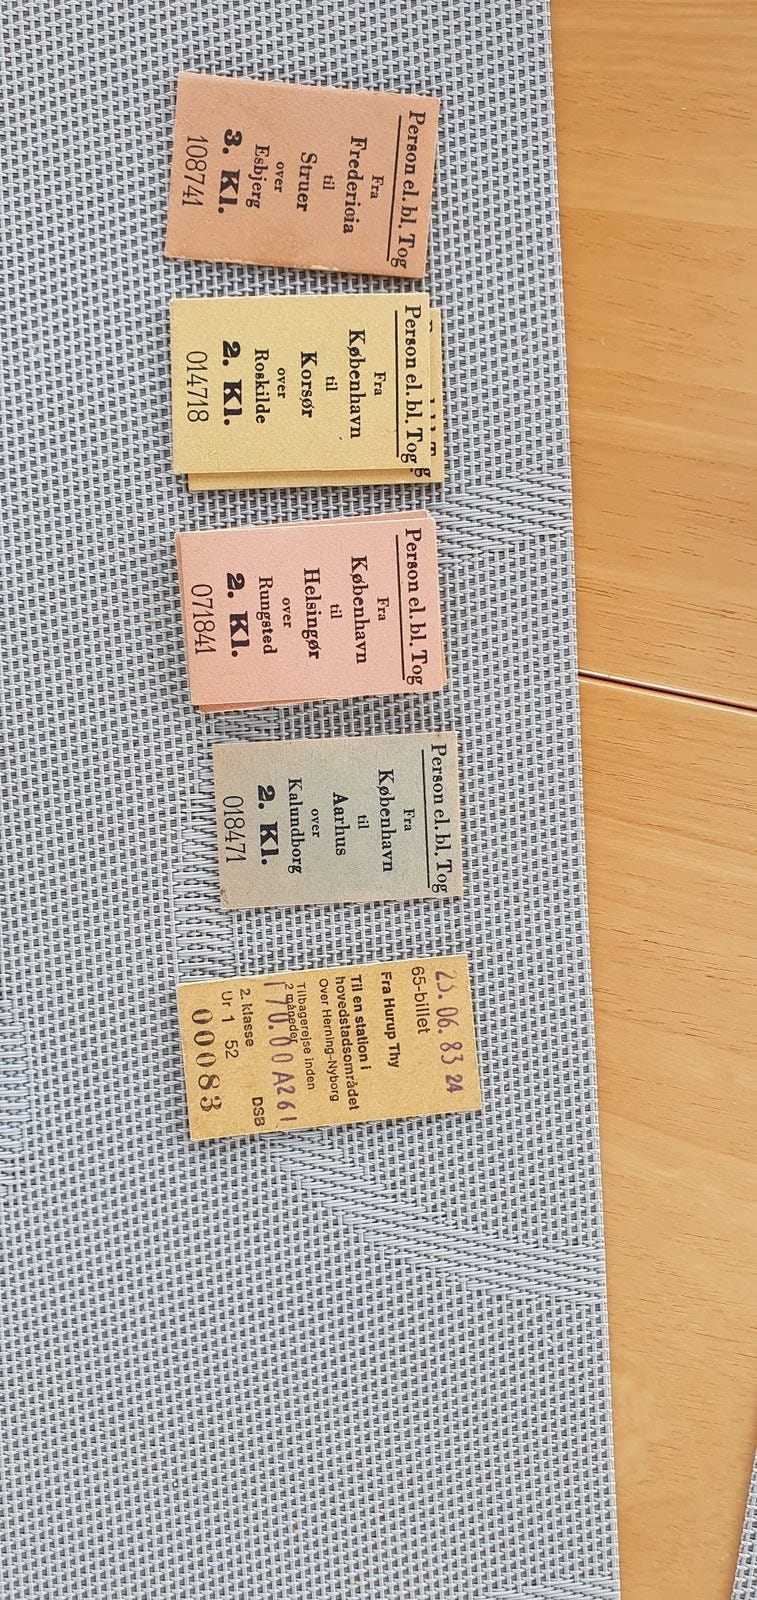 Person el. bl. Tog
Fra
Fredericia
til
Struer
over
Esbjerg
3. Kl.
108741
Person el. bl. Tog
Fra
København
til
Korsør
over
Roskilde
2. Kl.
014718
Person el. bl. Tog
Fra
København
til
Helsingør
over
Rungsted
2. Kl.
071841
Person el. bl. Tog
Fra
København
til
Aarhus
over
Kalundborg
2. Kl.
018471
23. 06. 83 24
65-billet
Fra Hurup Thy
Til en station i
hovedstadsområdet
Over Herning-Nyborg
Tilbagerejse inden
2 måneder
170.00 A261
2. klasse DSB
Ur. 1 52
00083